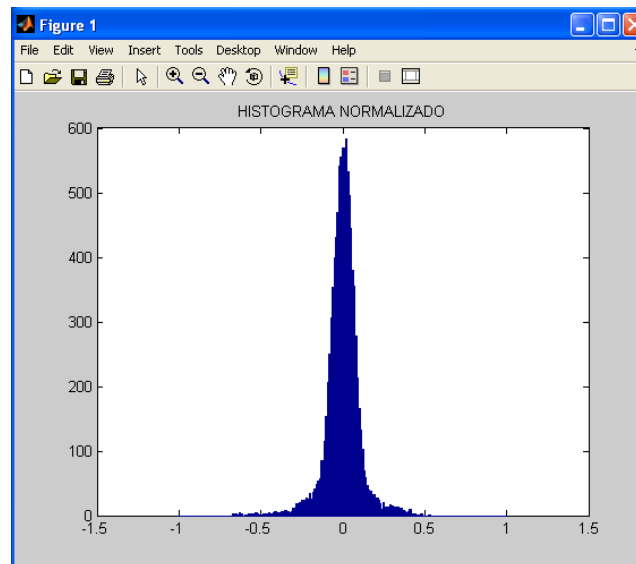 Figure 1
File Edit View Insert Tools Desktop Window Help
HISTOGRAMA NORMALIZADO
600
500
400
300
200
100
0
-1.5 -1 -0.5 0 0.5 1 1.5